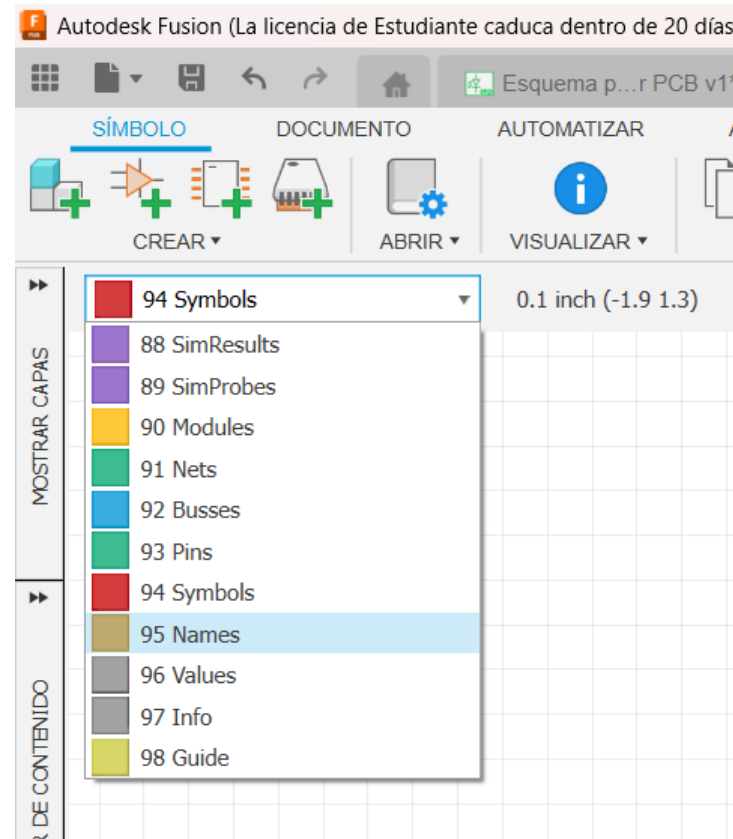 Autodesk Fusion (La licencia de Estudiante caduca dentro de 20 días
Esquema p...r PCB v1*
SÍMBOLO DOCUMENTO AUTOMATIZAR
CREAR ABRIR VISUALIZAR
94 Symbols 0.1 inch (-1.9 1.3)
88 SimResults
89 SimProbes
90 Modules
91 Nets
92 Busses
93 Pins
94 Symbols
95 Names
96 Values
97 Info
98 Guide
MOSTRAR CAPAS
DE CONTENIDO